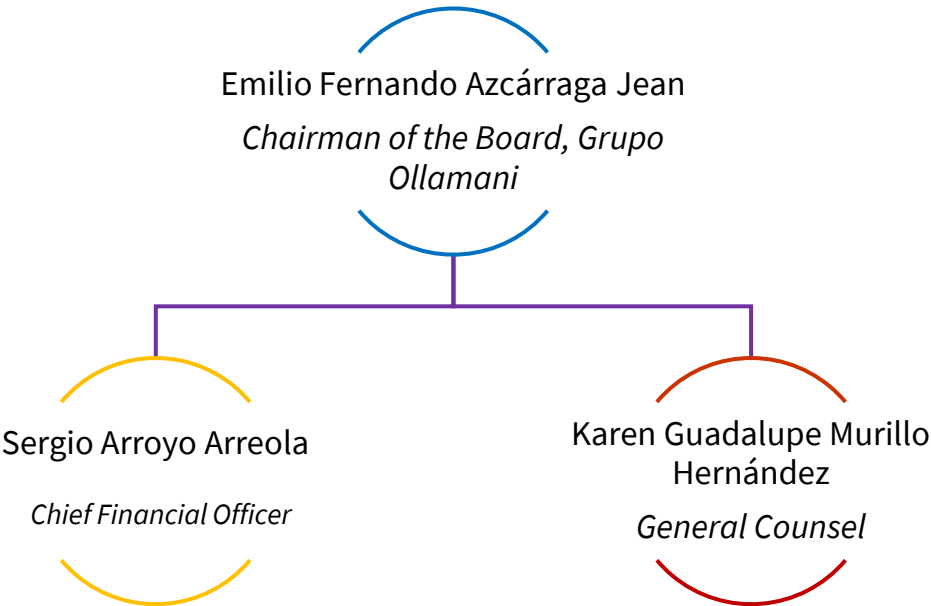 Emilio Fernando Azcárraga Jean
Chairman of the Board, Grupo
Ollamani
Sergio Arroyo Arreola
Chief Financial Officer
Karen Guadalupe Murillo
Hernández
General Counsel